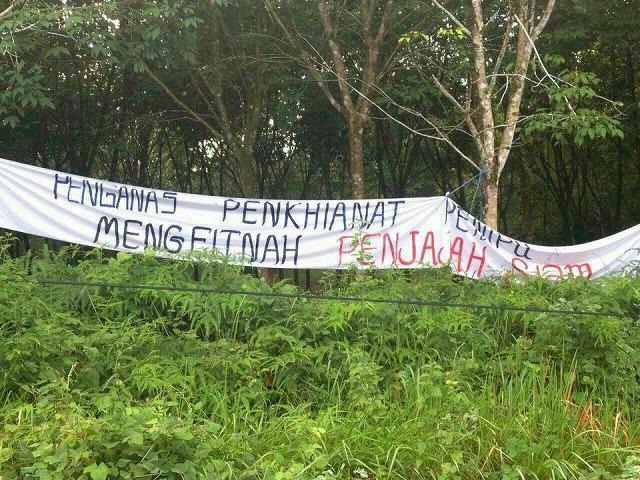 PENGANAS PENKHIANAT PENIPU
MENGFITNAH PENJAJAH SIAM